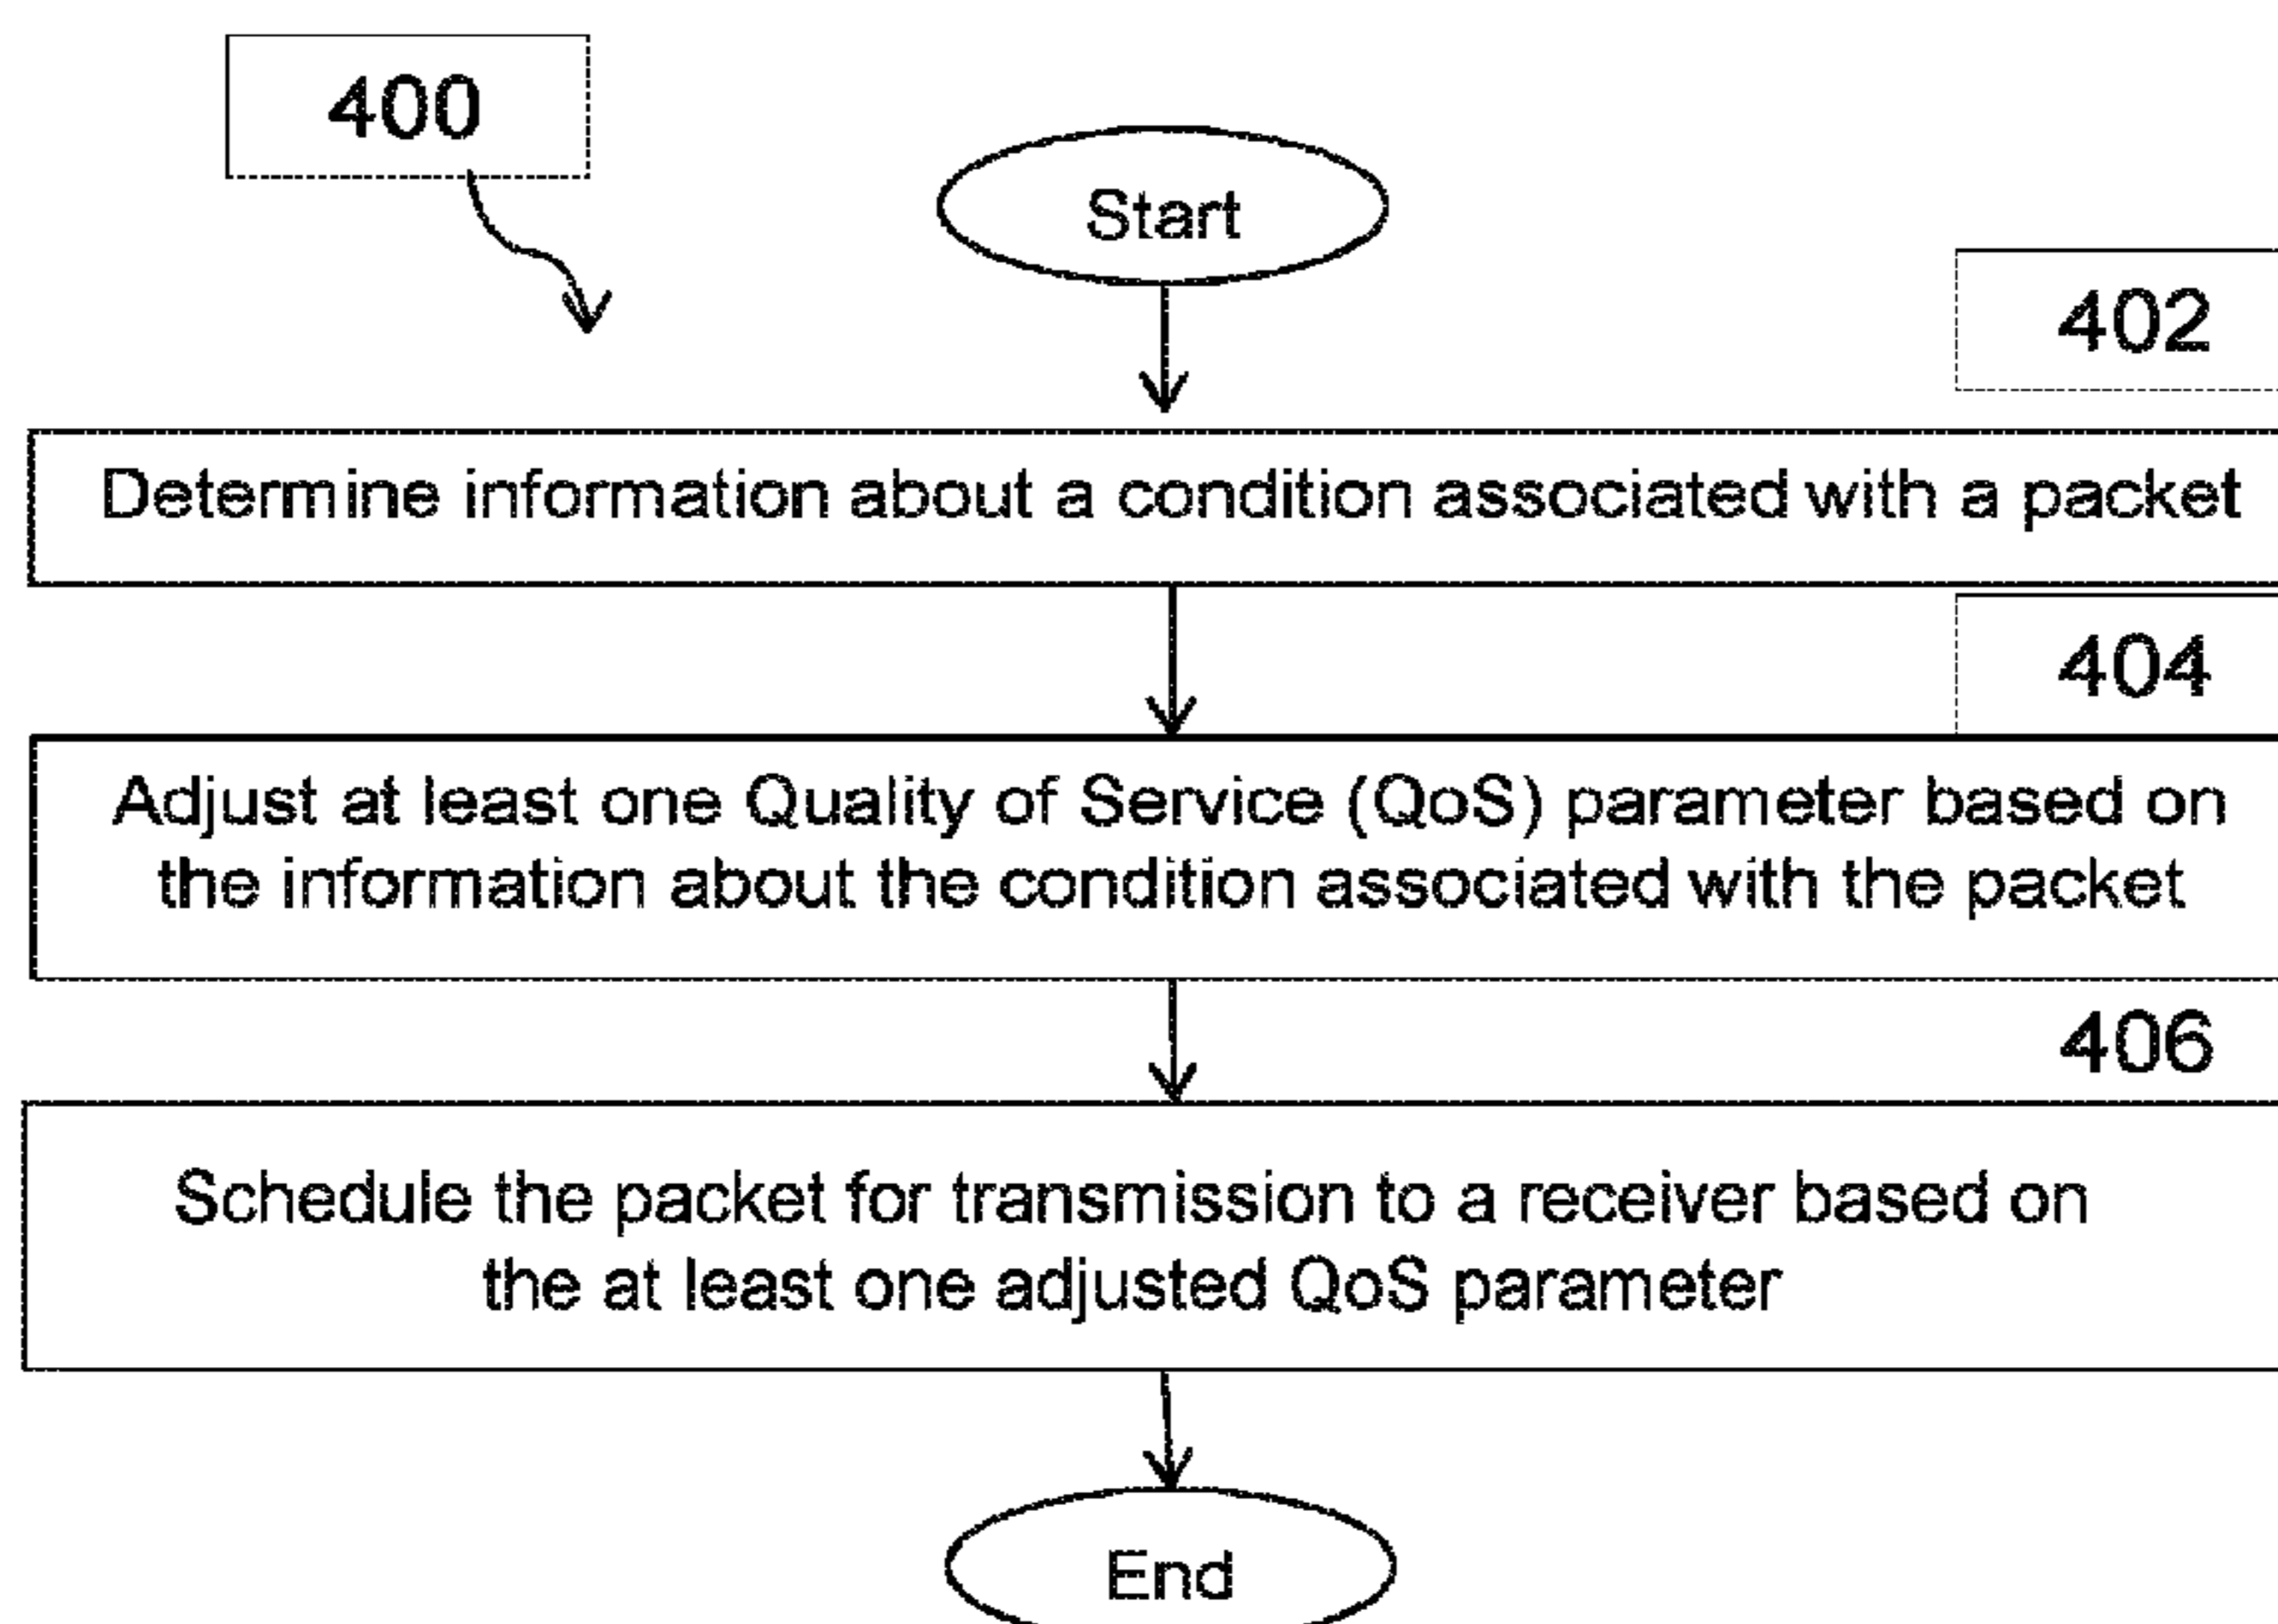 400
Start
402
Determine information about a condition associated with a packet
404
Adjust at least one Quality of Service (QoS) parameter based on
the information about the condition associated with the packet
406
Schedule the packet for transmission to a receiver based on
the at least one adjusted QoS parameter
End